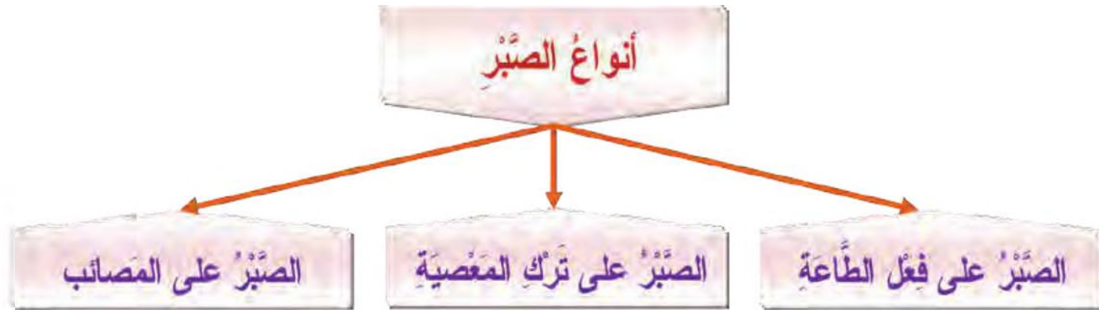 أنواعُ الصَّبْرِ
الصَّبْرُ على فِعْل الطَّاعَةِ
الصَّبْرُ على تَرْكِ المَعْصيَةِ
الصَّبْرُ على المَصائب